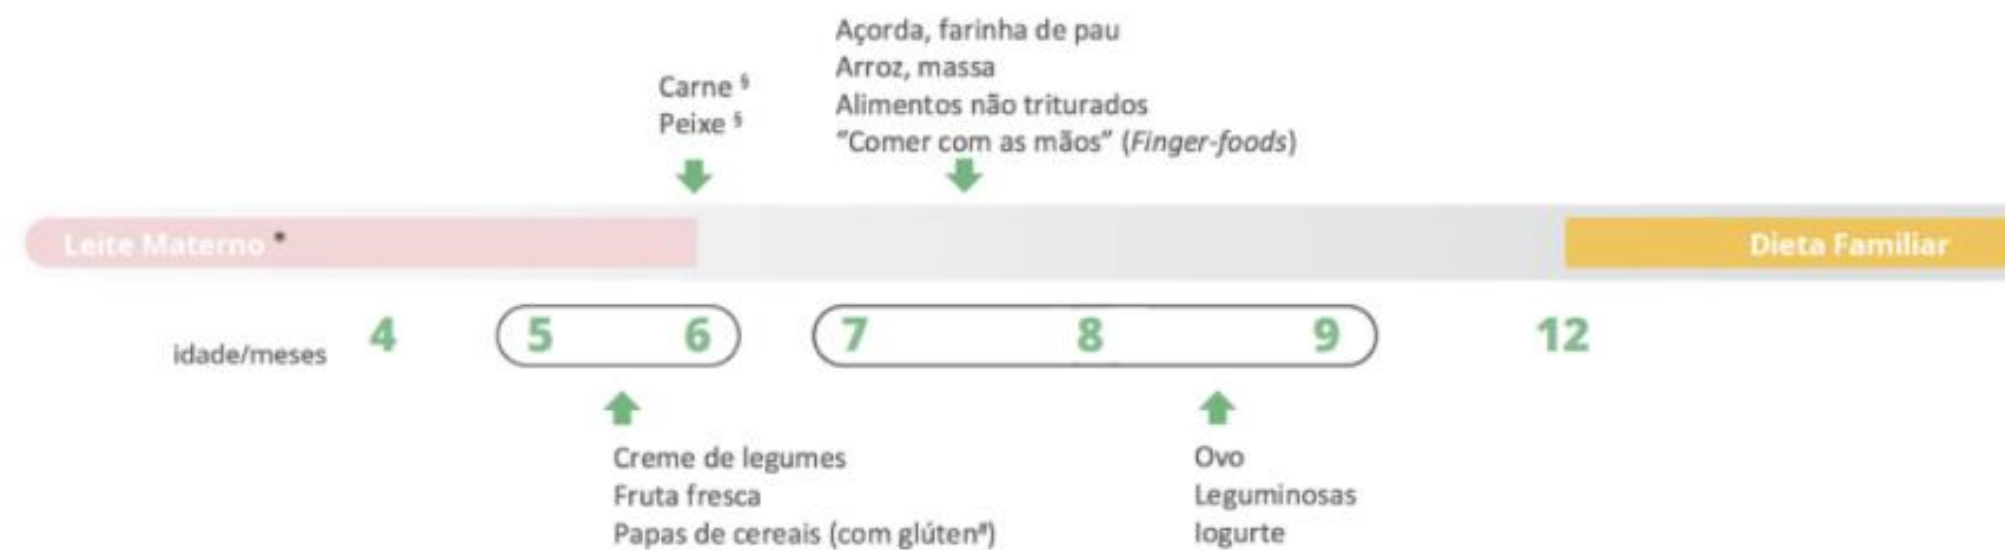 Carne §
Peixe §
Açorda, farinha de pau
Arroz, massa
Alimentos não triturados
“Comer com as mãos” (Finger-foods)
Leite Materno *
Dieta Familiar
idade/meses
4
5
6
7
8
9
12
Creme de legumes
Fruta fresca
Papas de cereais (com glúten#)
Ovo
Leguminosas
Iogurte